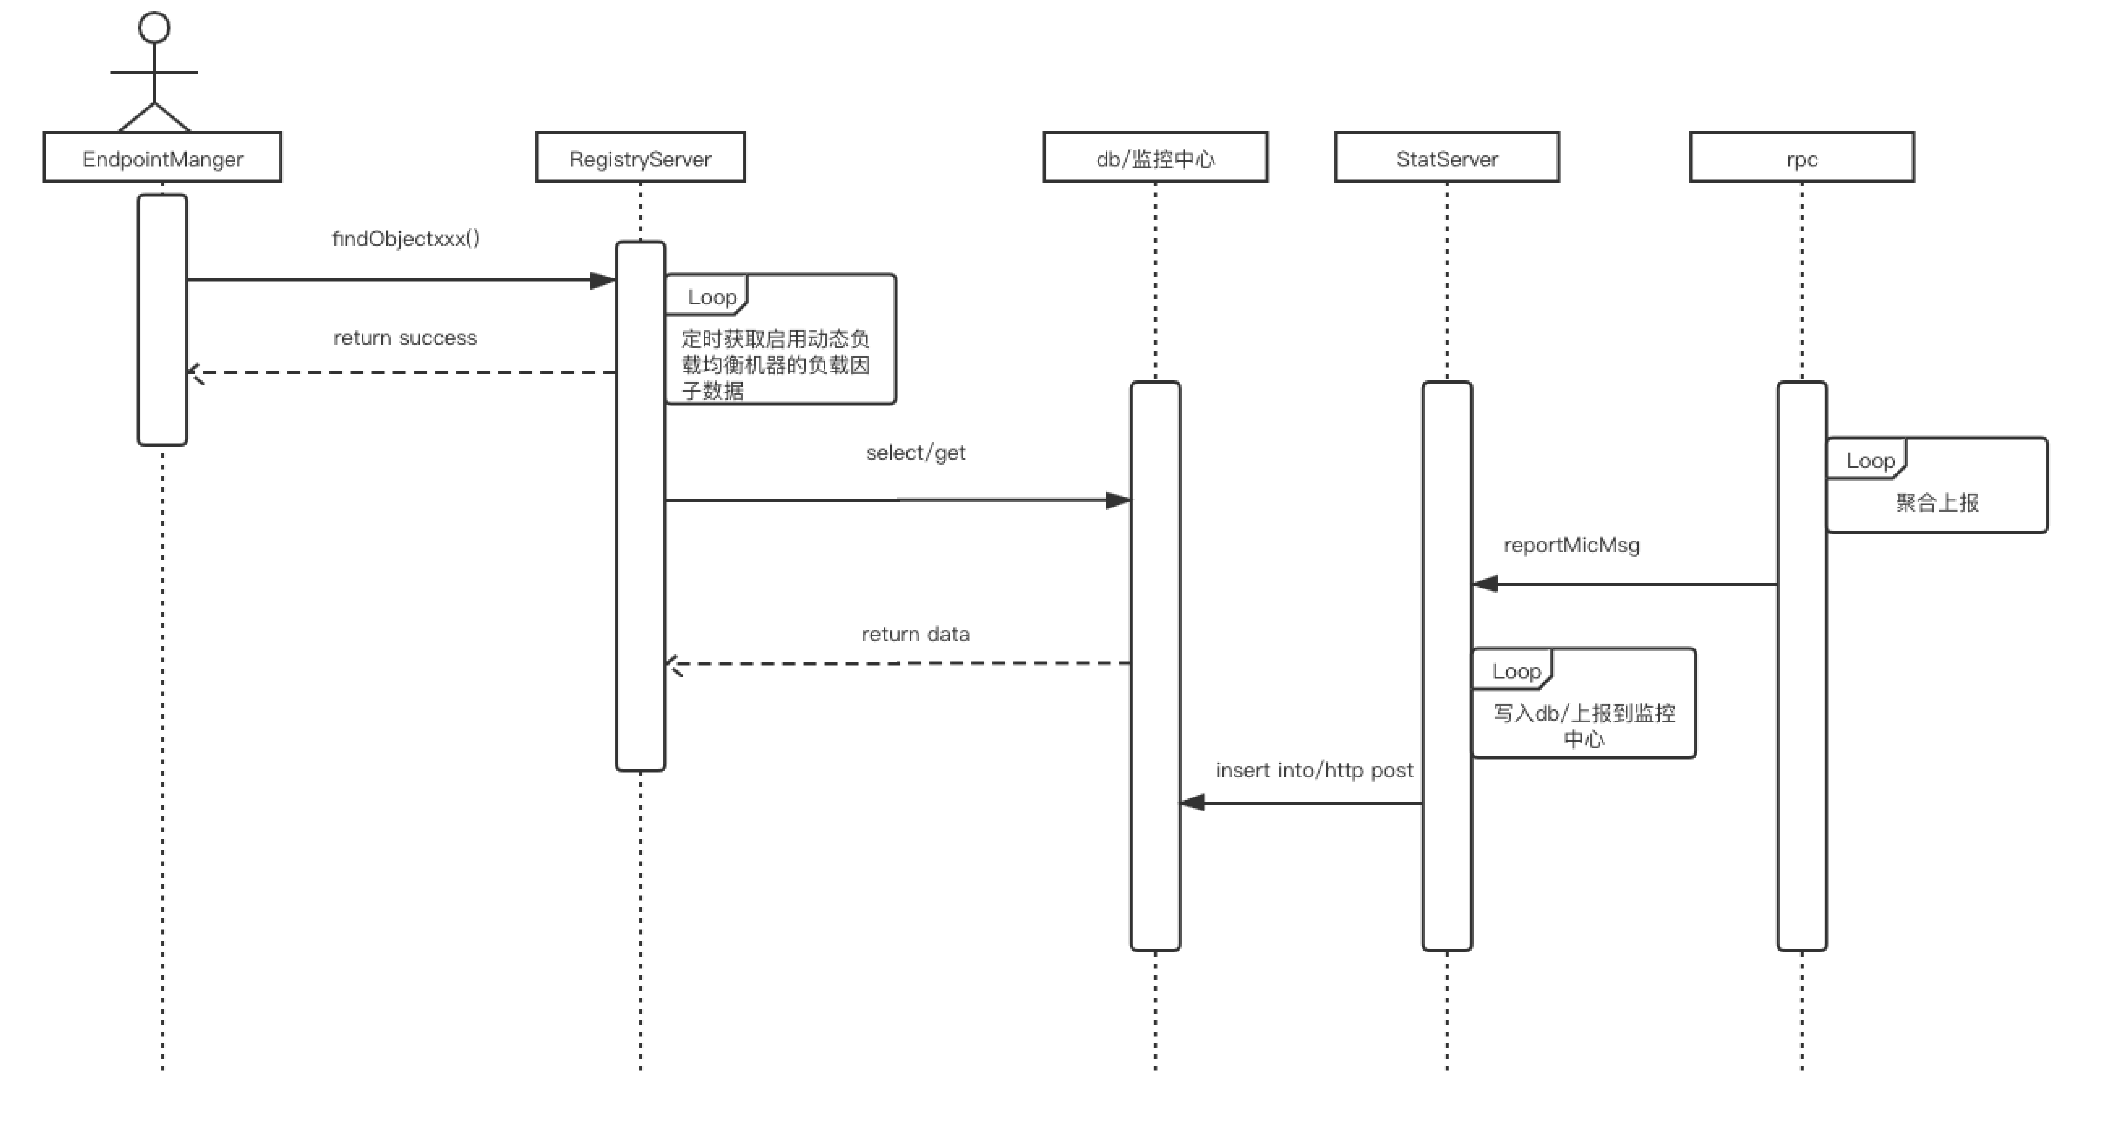 EndpointManger
RegistryServer
db/监控中心
StatServer
rpc
findObjectxxx()
Loop
定时获取启用动态负
载均衡机器的负载因
子数据
return success
select/get
Loop
聚合上报
reportMicMsg
return data
Loop
写入db/上报到监控
中心
insert into/http post